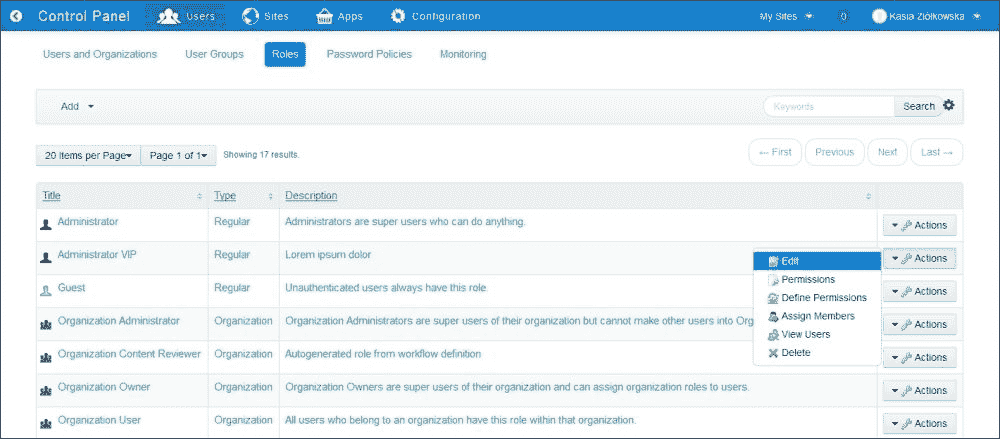 Control Panel Users Sites Apps Configuration My Sites 0 Kasia Ziółkowska
Users and Organizations User Groups Roles Password Policies Monitoring
Add Keywords Search
20 Items per Page Page 1 of 1 Showing 17 results. ← First Previous Next Last →
Title Type Description
Administrator Regular Administrators are super users who can do anything. Actions
Administrator VIP Regular Lorem ipsum dolor Actions
Edit
Permissions
Define Permissions
Assign Members
View Users
Delete
Guest Regular Unauthenticated users always have this role. Actions
Organization Administrator Organization Organization Administrators are super users of their organization but cannot make other users into Org Actions
Organization Content Reviewer Organization Autogenerated role from workflow definition Actions
Organization Owner Organization Organization Owners are super users of their organization and can assign organization roles to users. Actions
Organization User Organization All users who belong to an organization have this role within that organization. Actions